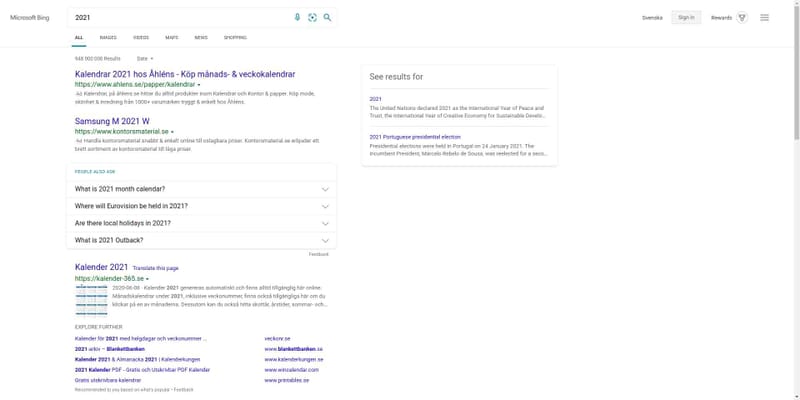 Microsoft Bing
2021
Svenska
Sign in
Rewards
ALL IMAGES VIDEOS MAPS NEWS SHOPPING
948 000 000 Results Date
Kalendrar 2021 hos Åhléns - Köp månads- & veckokalendrar
https://www.ahlens.se/papper/kalendrar
Ad Kalendrar, på åhléns.se hittar du alltid produkter inom Kalendrar och Kontor & papper. Köp mode,
skönhet & inredning från 1000+ varumärken tryggt & enkelt hos Åhléns.
Samsung M 2021 W
https://www.kontorsmaterial.se
Ad Handla kontorsmaterial snabbt & enkelt online till oslagbara priser. Kontorsmaterial.se erbjuder ett
brett sortiment av kontorsmaterial till låga priser.
PEOPLE ALSO ASK
What is 2021 month calendar?
Where will Eurovision be held in 2021?
Are there local holidays in 2021?
What is 2021 Outback?
Feedback
Kalender 2021 Translate this page
https://kalender-365.se
2020-06-08 · Kalender 2021 genereras automatiskt och finns alltid tillgänglig här online.
Månadskalendrar under 2021, inklusive veckonummer, finns också tillgängliga här om du
klickar på en av månaderna. Dessutom kan du också hitta skottår, årstider, sommar- och...
EXPLORE FURTHER
Kalender för 2021 med helgdagar och veckonummer ... veckonr.se
2021 arkiv – Blankettbanken www.blankettbanken.se
Kalender 2021 & Almanacka 2021 | Kalenderkungen www.kalenderkungen.se
2021 Kalender PDF - Gratis och Utskrivbar PDF Kalender www.wincalendar.com
Gratis utskrivbara kalendrar www.printables.se
Recommended to you based on what's popular • Feedback
See results for
2021
The United Nations declared 2021 as the International Year of Peace and
Trust, the International Year of Creative Economy for Sustainable Develo...
2021 Portuguese presidential election
Presidential elections were held in Portugal on 24 January 2021. The
incumbent President, Marcelo Rebelo de Sousa, was reelected for a seco...